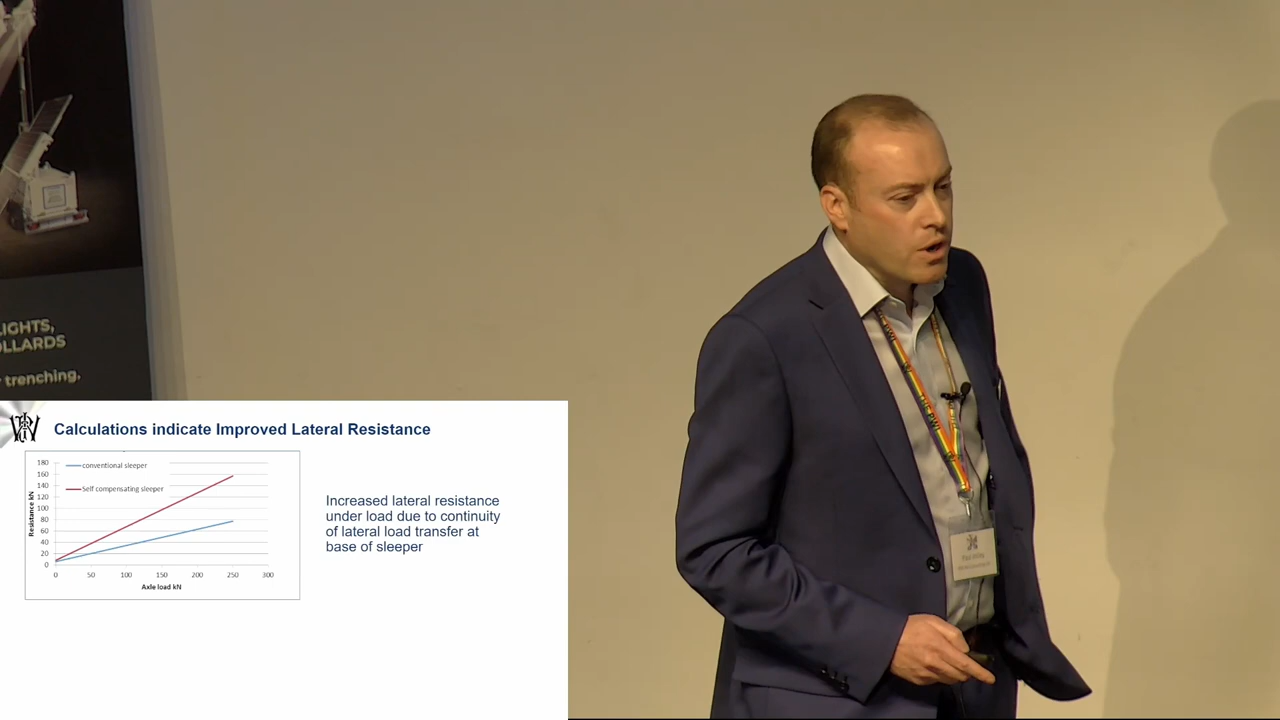 LIGHTS,
OLLARDS
trenching.
Calculations indicate Improved Lateral Resistance
180
160
140
120
100
80
60
40
20
0
conventional sleeper
Self compensating sleeper
Resistance kN
0 50 100 150 200 250 300
Axle load kN
Increased lateral resistance
under load due to continuity
of lateral load transfer at
base of sleeper
THE PWI